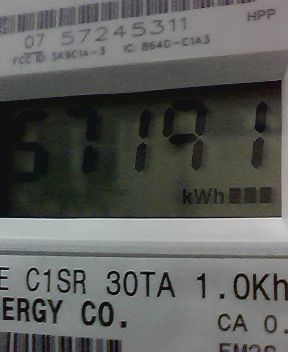 07 57245311
HPP
FCC ID: SK9C1A-3 IC: 864G-C1A3
57191
kWh
E C1SR 30TA 1.0Kh
ERGY CO.
CA 0.